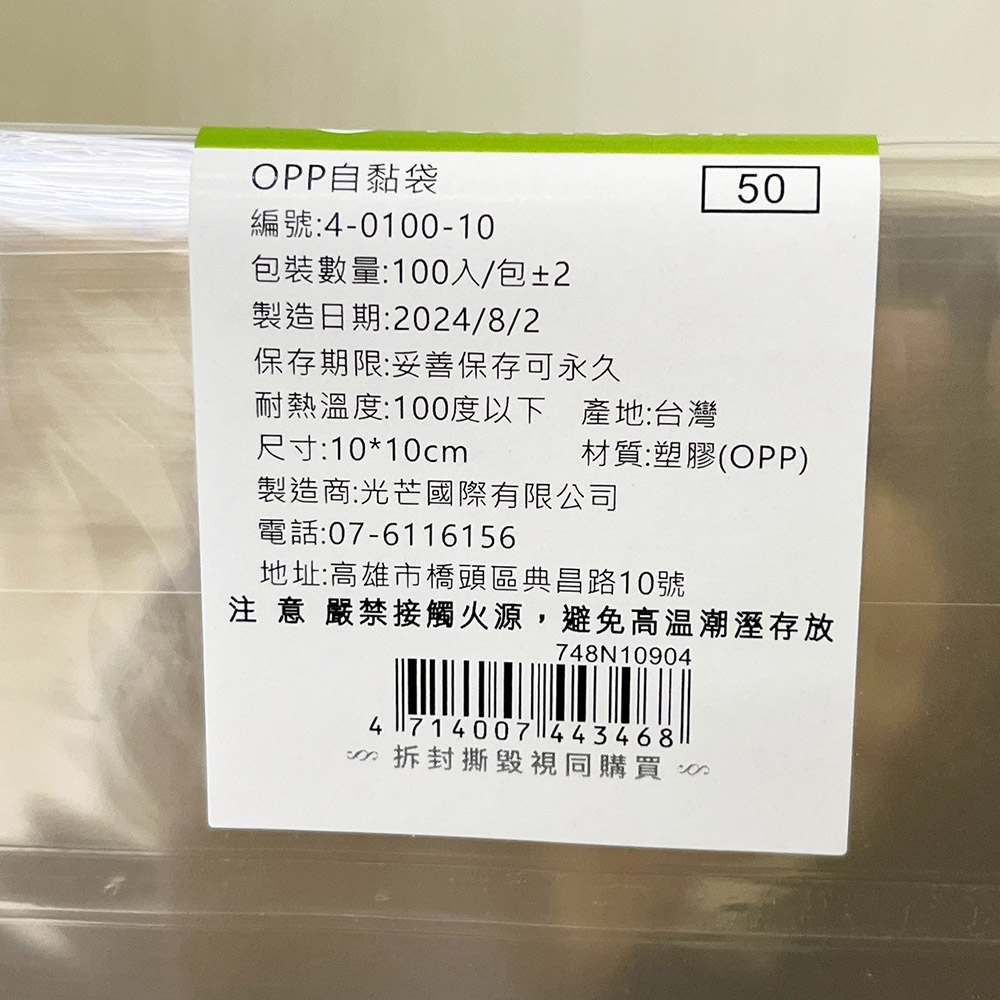 OPP自黏袋
50
編號:4-0100-10
包裝數量:100入/包±2
製造日期:2024/8/2
保存期限:妥善保存可永久
耐熱溫度:100度以下 產地:台灣
尺寸:10*10cm 材質:塑膠(OPP)
製造商:光芒國際有限公司
電話:07-6116156
地址:高雄市橋頭區典昌路10號
注 意 嚴禁接觸火源，避免高温潮溼存放
748N10904
4 714007 443468
拆封撕毀視同購買